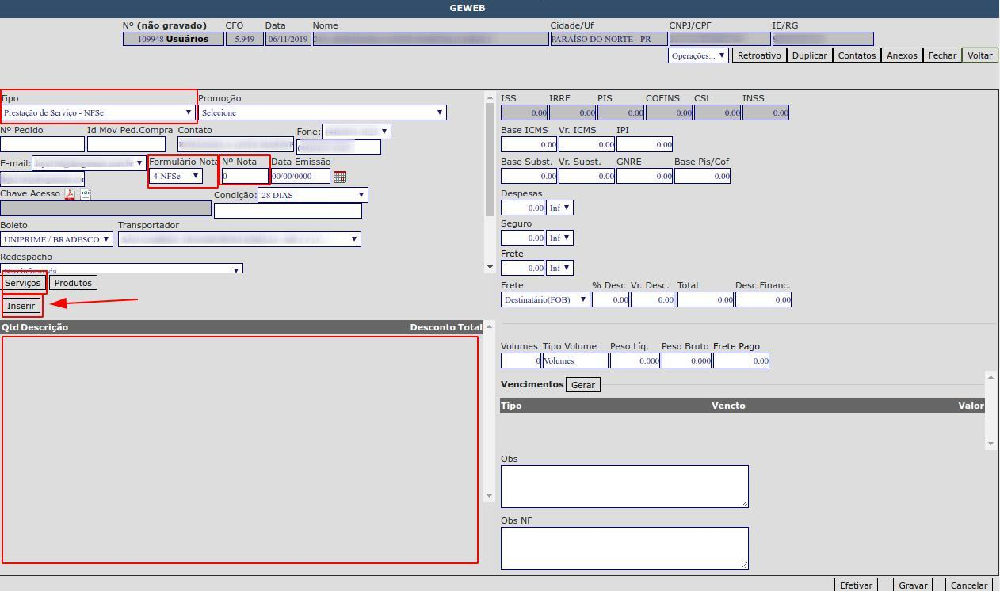 GEWEB
Nº (não gravado) CFO Data Nome Cidade/Uf CNPJ/CPF IE/RG
109948 Usuários 5.949 06/11/2019 PARAÍSO DO NORTE - PR
Operações... Retroativo Duplicar Contatos Anexos Fechar Voltar
Tipo Promoção
Prestação de Serviço - NFSe Selecione
Nº Pedido Id Mov Ped.Compra Contato Fone:
E-mail: Formulário Nota Nº Nota Data Emissão
4-NFSe 0 00/00/0000
Chave Acesso Condição: 28 DIAS
Boleto Transportador
UNIPRIME / BRADESCO
Redespacho
Não informada
Serviços Produtos
Inserir
Qtd Descrição Desconto Total
ISS IRRF PIS COFINS CSL INSS
0.00 0.00 0.00 0.00 0.00 0.00
Base ICMS Vr. ICMS IPI
0.00 0.00 0.00
Base Subst. Vr. Subst. GNRE Base Pis/Cof
0.00 0.00 0.00 0.00
Despesas
0.00 Inf
Seguro
0.00 Inf
Frete
0.00 Inf
Frete % Desc Vr. Desc. Total Desc.Financ.
Destinatário(FOB) 0.00 0.00 0.00 0.00
Volumes Tipo Volume Peso Líq. Peso Bruto Frete Pago
0 Volumes 0.000 0.000 0.00
Vencimentos Gerar
Tipo Vencto Valor
Obs
Obs NF
Efetivar Gravar Cancelar